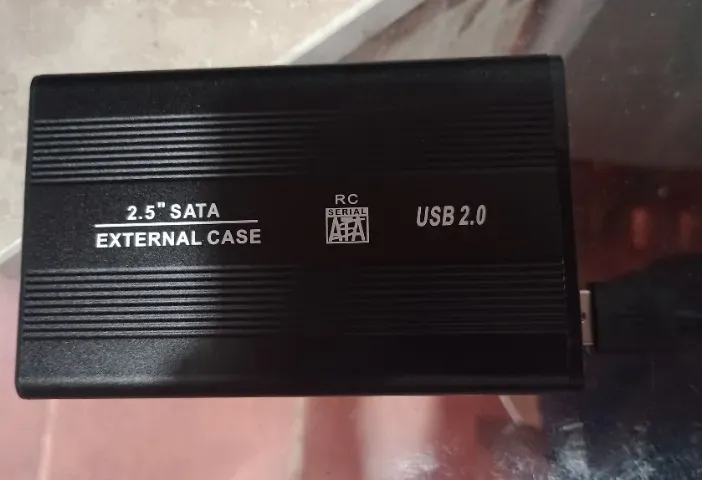 2.5" SATA
EXTERNAL CASE
RC
SERIAL
ATA
USB 2.0